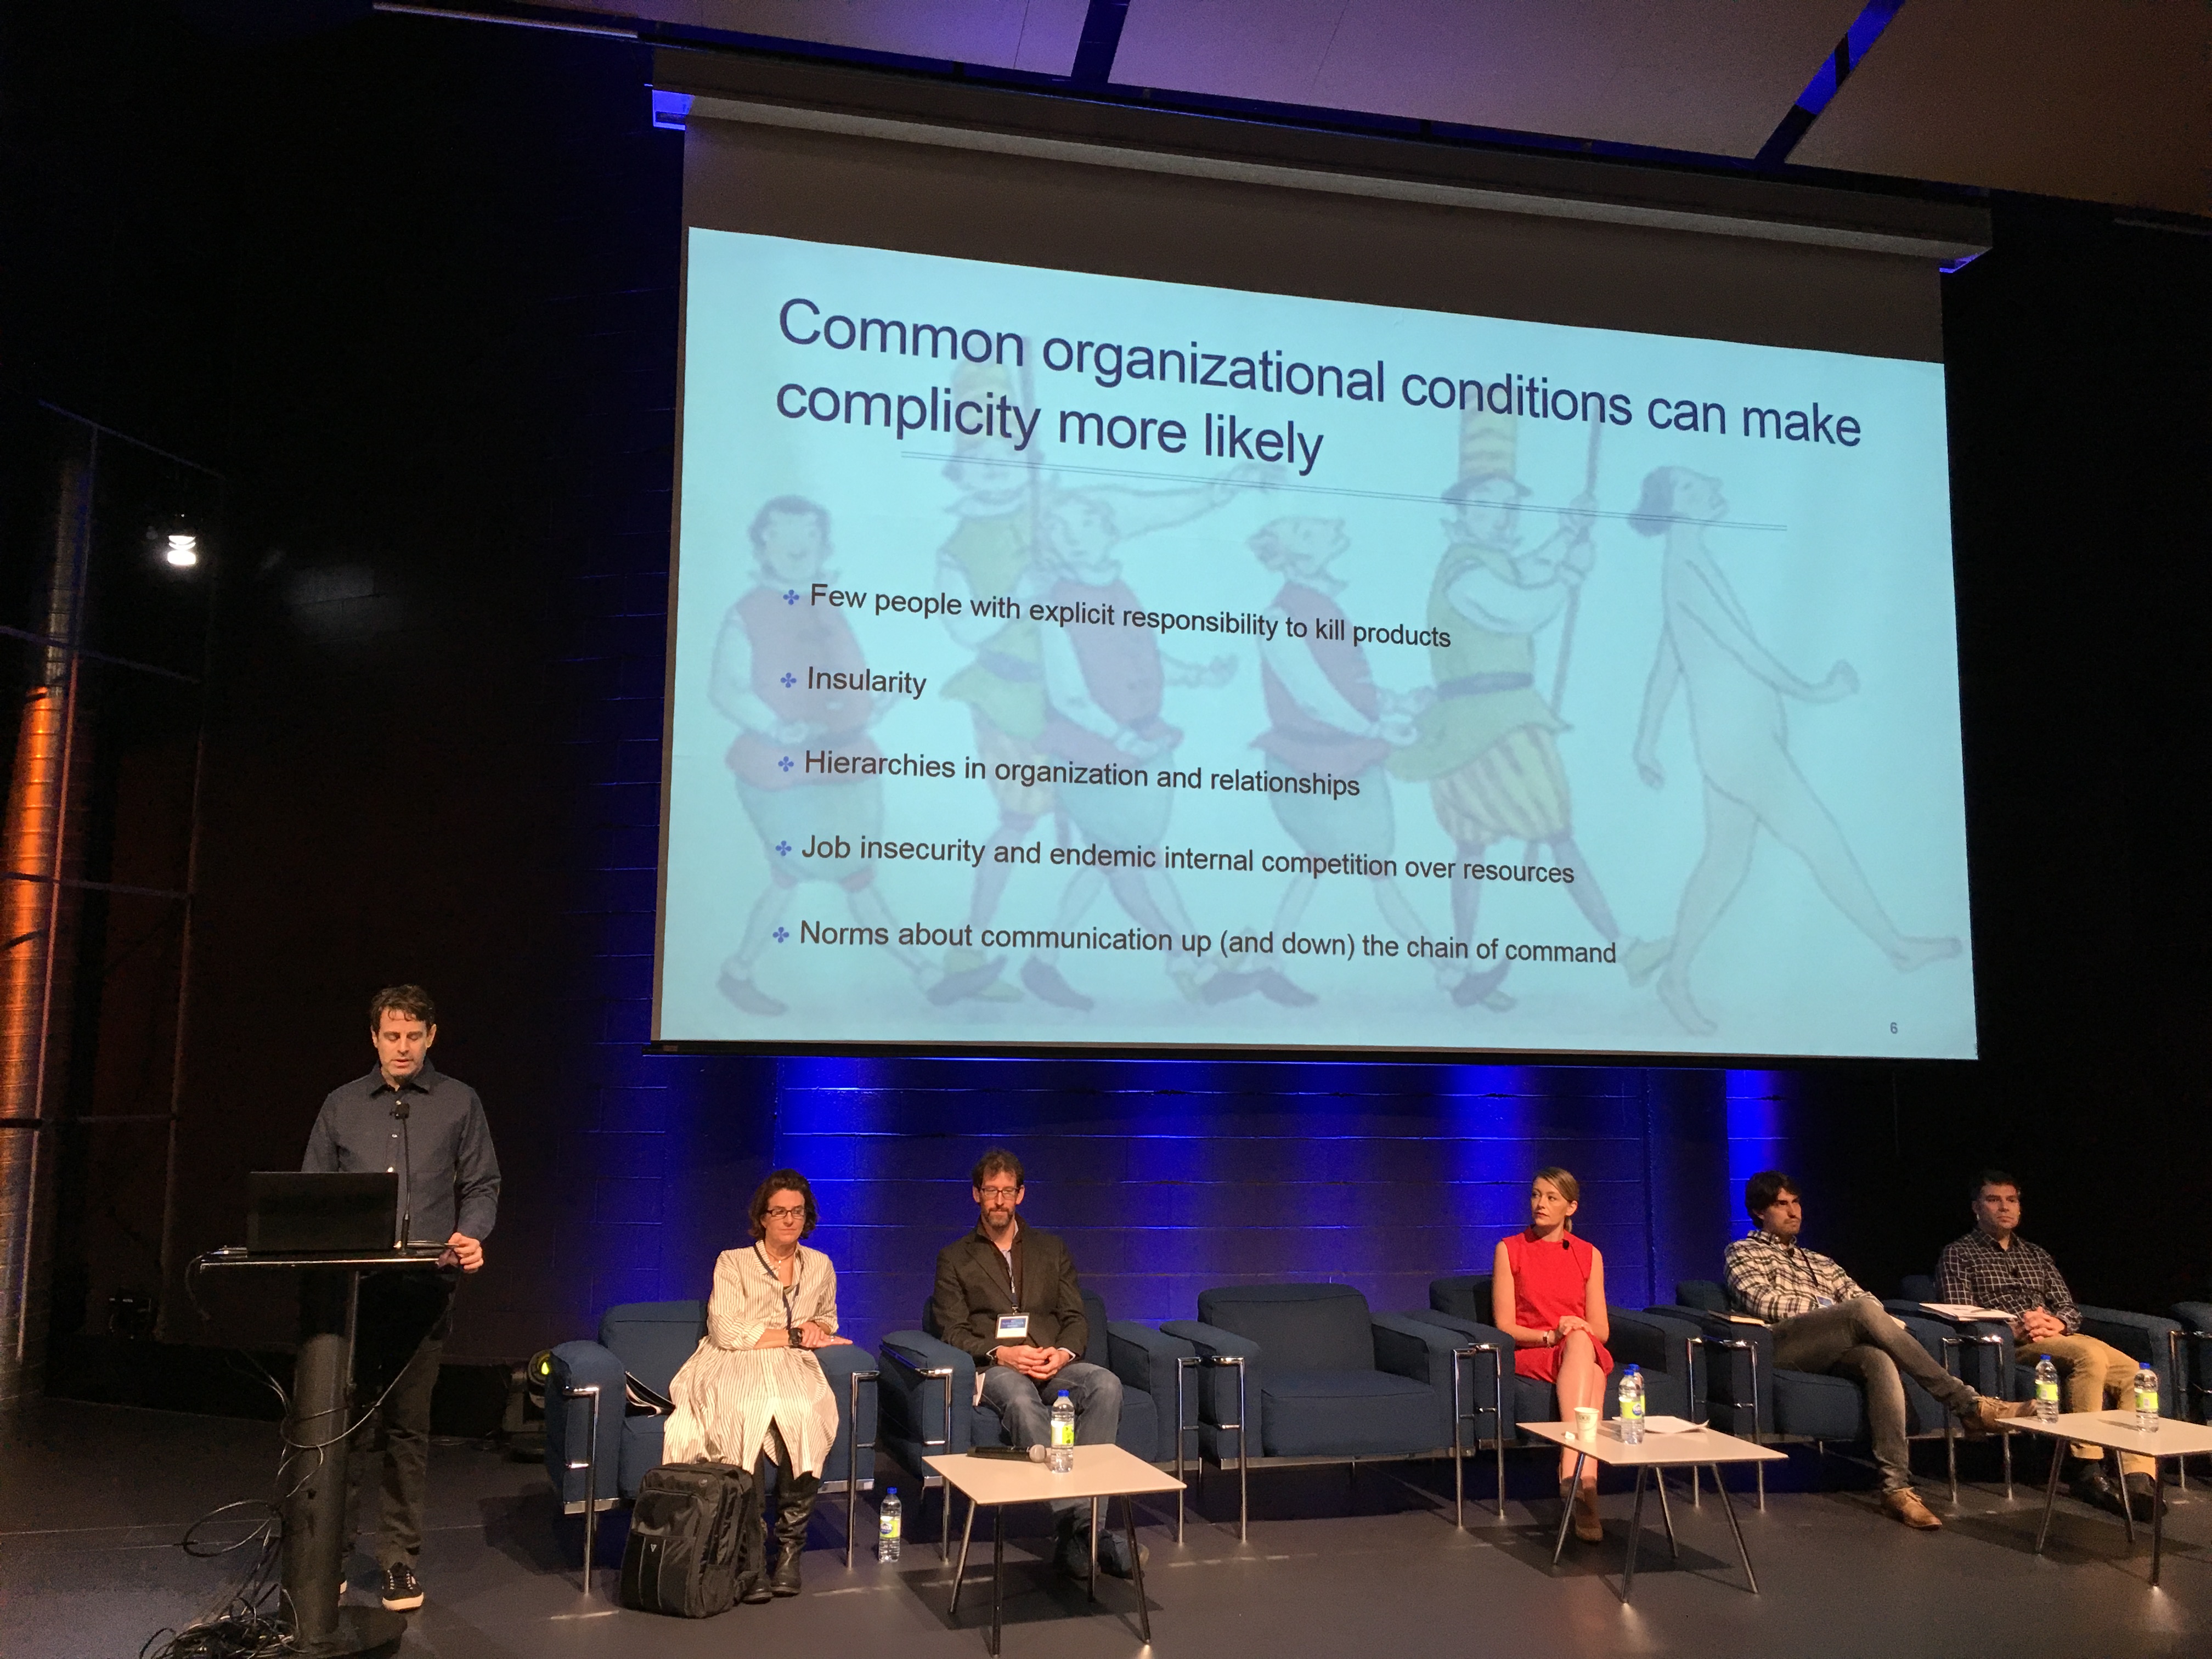 Common organizational conditions can make
complicity more likely
Few people with explicit responsibility to kill products
Insularity
Hierarchies in organization and relationships
Job insecurity and endemic internal competition over resources
Norms about communication up (and down) the chain of command
6